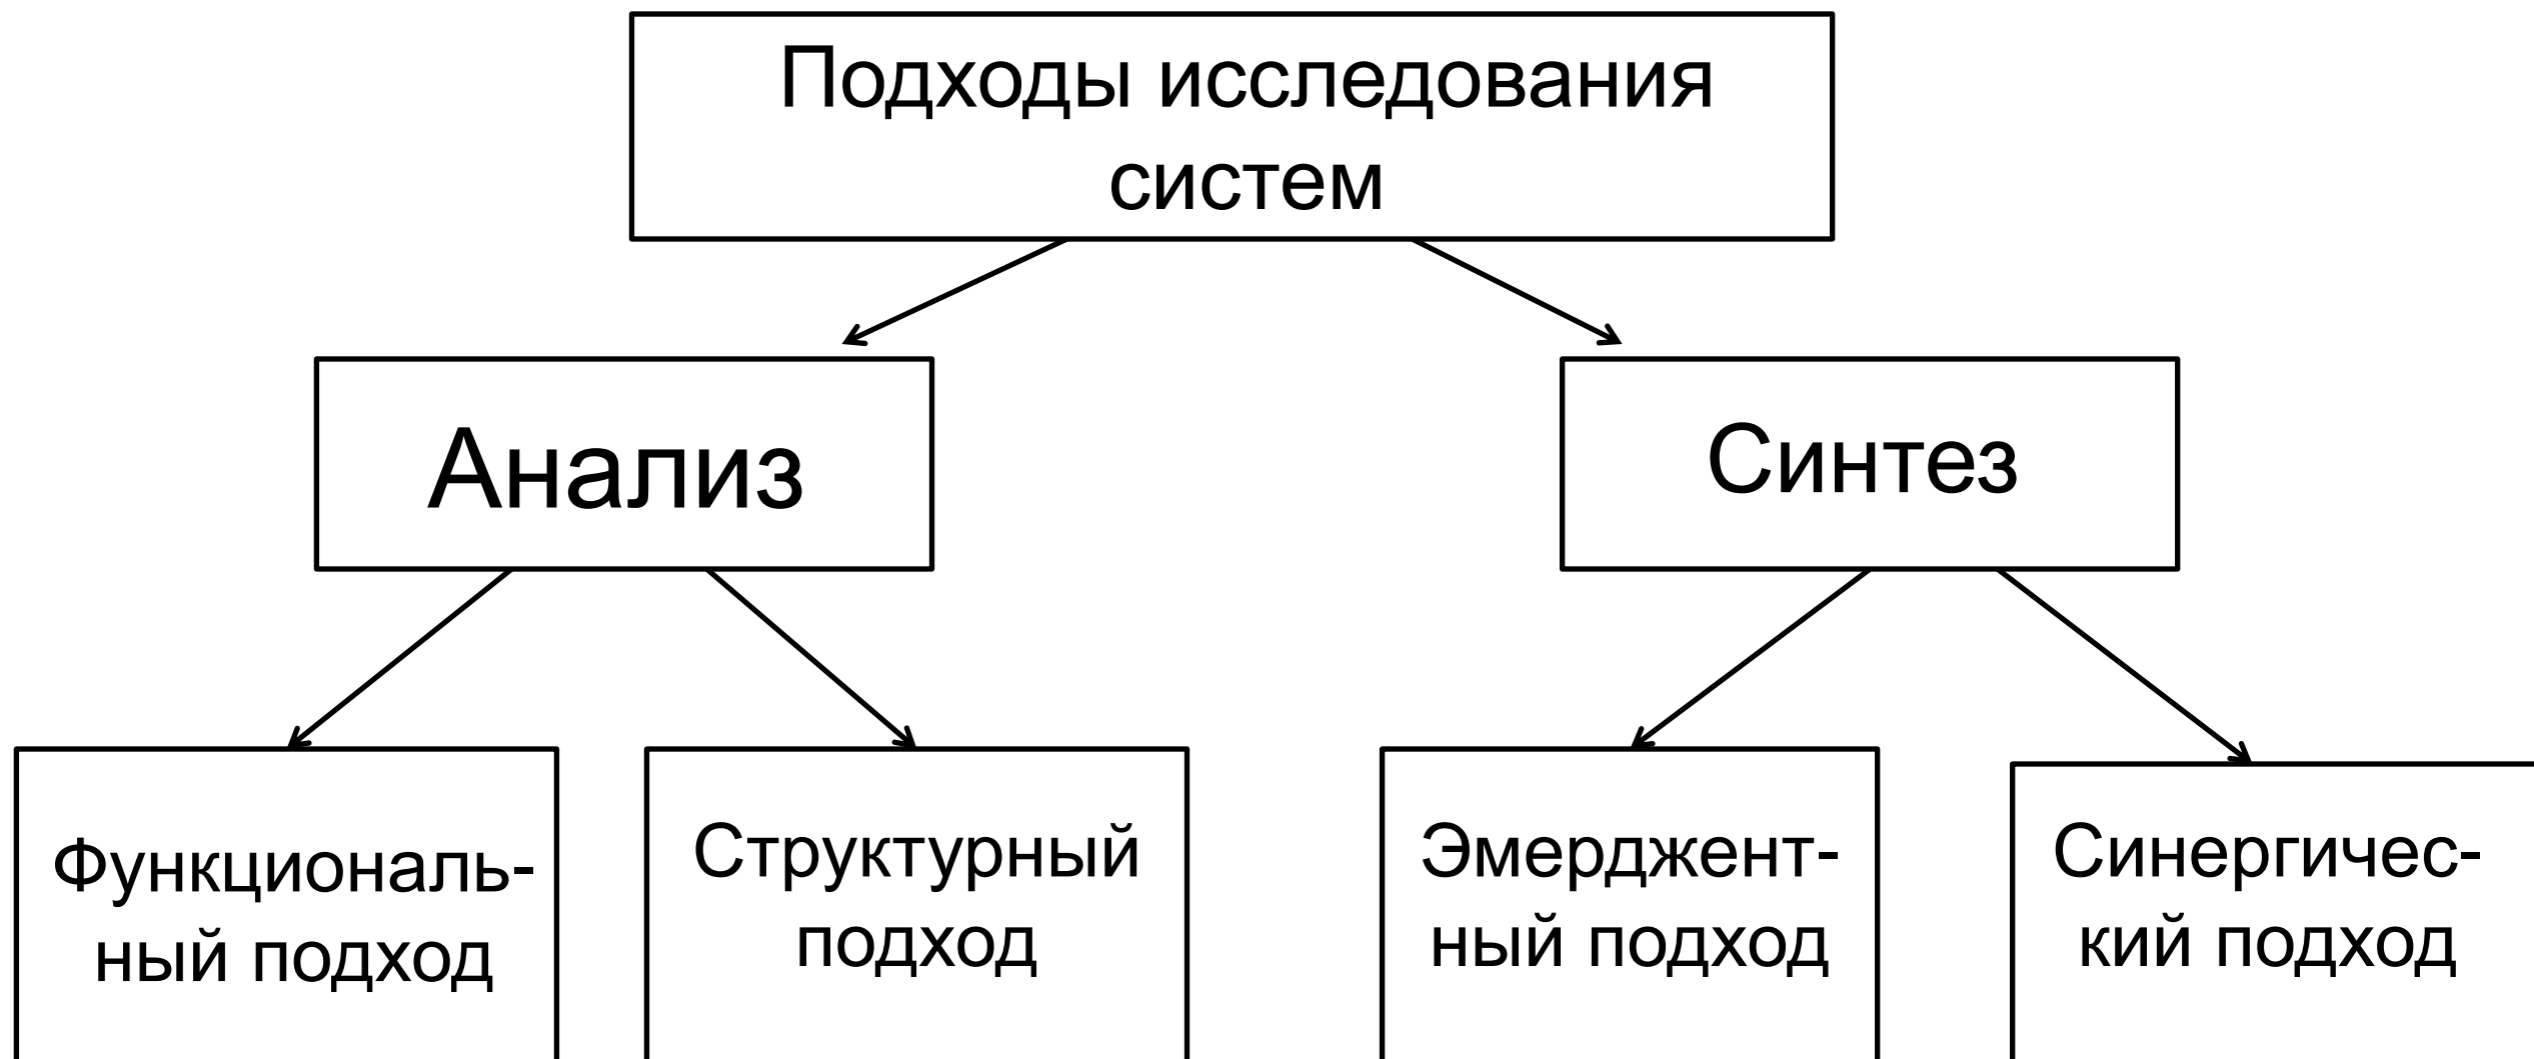 Подходы исследования
систем
Анализ
Синтез
Функциональ-
ный подход
Структурный
подход
Эмерджент-
ный подход
Синергичес-
кий подход